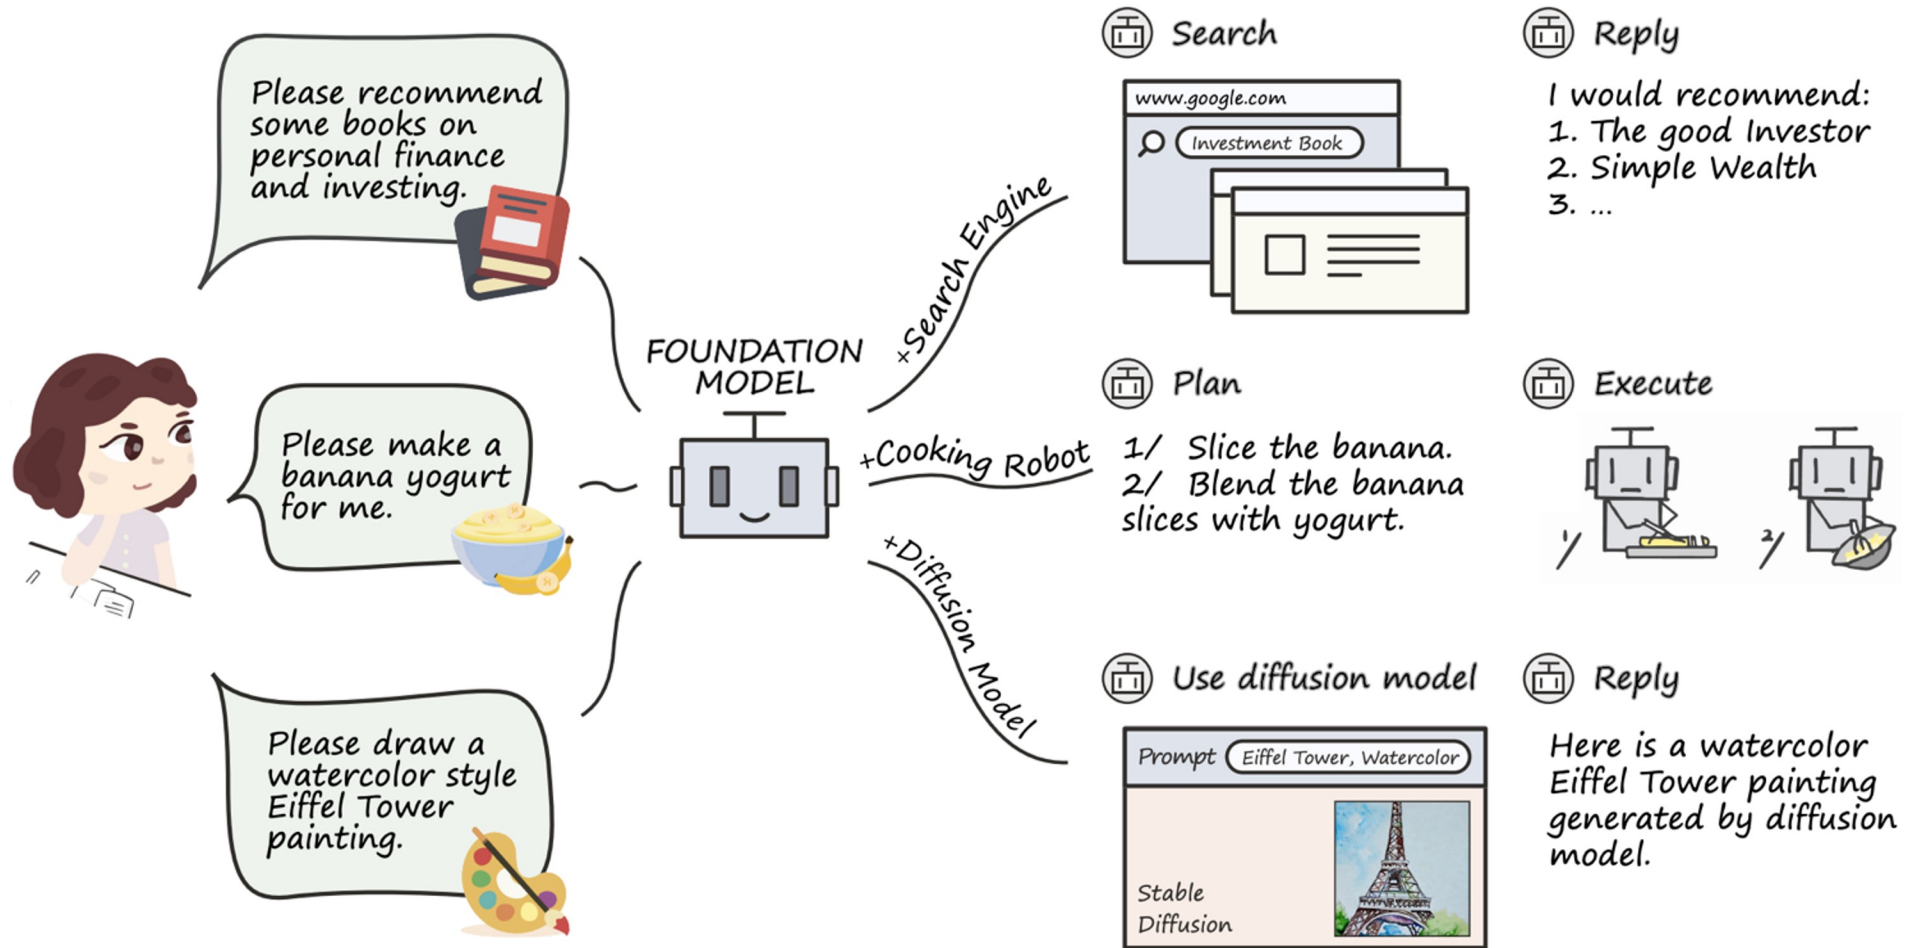 Please recommend
some books on
personal finance
and investing.
Please make a
banana yogurt
for me.
Please draw a
watercolor style
Eiffel Tower
painting.
FOUNDATION
MODEL
+Search Engine
+Cooking Robot
+Diffusion Model
Search
www.google.com
Investment Book
Reply
I would recommend:
1. The good Investor
2. Simple Wealth
3. ...
Plan
1/ Slice the banana.
2/ Blend the banana
slices with yogurt.
Execute
1/
2/
Use diffusion model
Prompt Eiffel Tower, Watercolor
Stable
Diffusion
Reply
Here is a watercolor
Eiffel Tower painting
generated by diffusion
model.